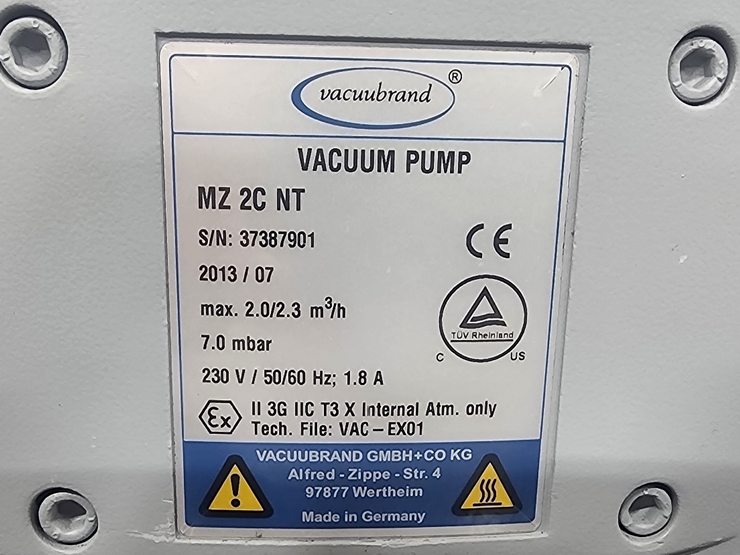 vacuubrand ®
VACUUM PUMP
MZ 2C NT
S/N: 37387901
2013 / 07
max. 2.0/2.3 m³/h
7.0 mbar
230 V / 50/60 Hz; 1.8 A
CE
TÜV Rheinland
C US
Ex II 3G IIC T3 X Internal Atm. only
Tech. File: VAC – EX01
VACUUBRAND GMBH+CO KG
Alfred - Zippe - Str. 4
97877 Wertheim
Made in Germany